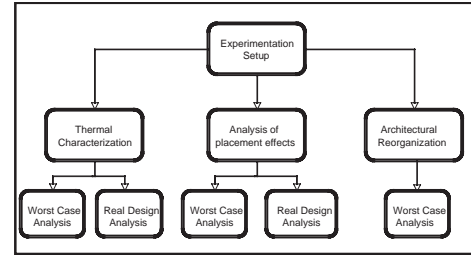 Experimentation
Setup
Thermal
Characterization
Analysis of
placement effects
Architectural
Reorganization
Worst Case
Analysis
Real Design
Analysis
Worst Case
Analysis
Real Design
Analysis
Worst Case
Analysis